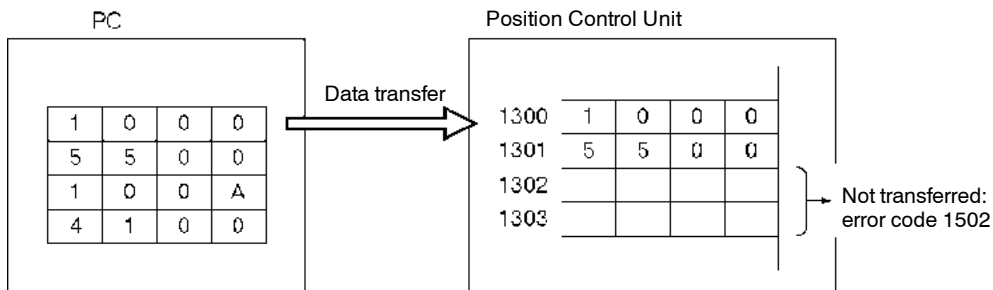 PC
Position Control Unit
Data transfer
1 0 0 0
5 5 0 0
1 0 0 A
4 1 0 0
1300 1 0 0 0
1301 5 5 0 0
1302
1303
Not transferred:
error code 1502